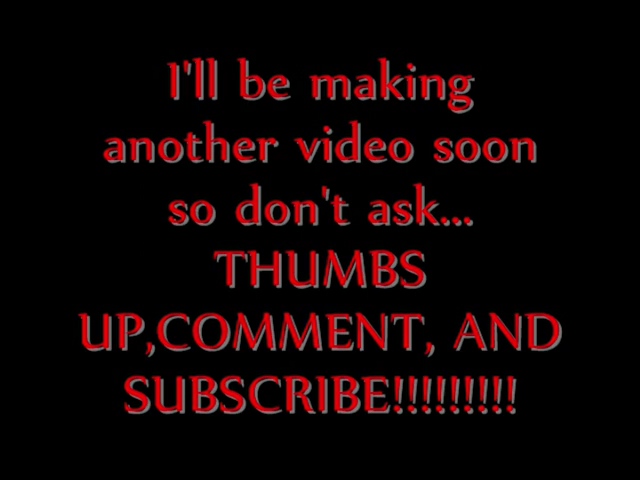 I'll be making
another video soon
so don't ask...
THUMBS
UP,COMMENT, AND
SUBSCRIBE!!!!!!!!!